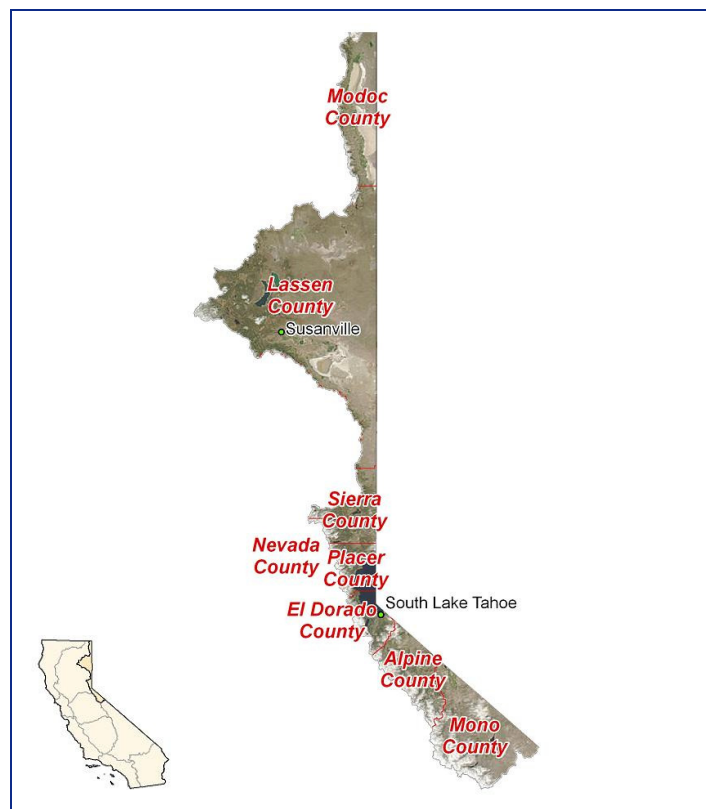 Modoc
County
Lassen
County
Susanville
Sierra
County
Nevada
County
Placer
County
South Lake Tahoe
El Dorado
County
Alpine
County
Mono
County